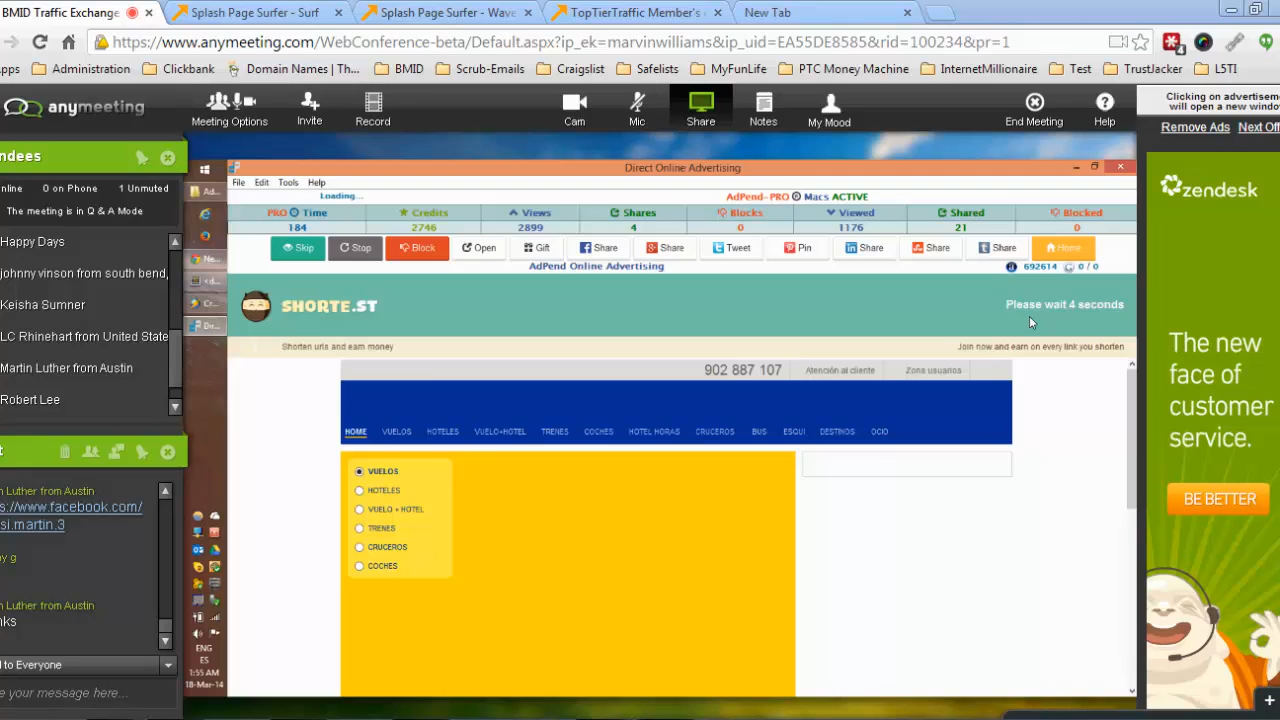 BMID Traffic Exchange
Splash Page Surfer - Surf
Splash Page Surfer - Wave
TopTierTraffic Member's
New Tab
https://www.anymeeting.com/WebConference-beta/Default.aspx?ip_ek=marvinwilliams&ip_uid=EA55DE8585&rid=100234&pr=1
pps Administration Clickbank Domain Names | Th... BMID Scrub-Emails Craigslist Safelists MyFunLife PTC Money Machine InternetMillionaire Test TrustJacker L5TI
anymeeting
Meeting Options Invite Record Cam Mic Share Notes My Mood End Meeting Help
Clicking on advertiseme
will open a new window
Remove Ads Next Off
ndees
nline 0 on Phone 1 Unmuted
The meeting is in Q & A Mode
Happy Days
johnny vinson from south bend,
Keisha Sumner
LC Rhinehart from United State
Martin Luther from Austin
Robert Lee
t
n Luther from Austin
s://www.facebook.com/
si.martin.3
y g
n Luther from Austin
nks
d to Everyone
e your message here...
Ad...
Ne...
<d...
Cr...
Dir...
ENG
ES
1:55 AM
18-Mar-14
Direct Online Advertising
File Edit Tools Help
Loading...
AdPend-PRO Macs ACTIVE
PRO Time Credits Views Shares Blocks Viewed Shared Blocked
184 2746 2899 4 0 1176 21 0
Skip Stop Block Open Gift Share Share Tweet Pin Share Share Share Home
AdPend Online Advertising
692614 0 / 0
SHORTE.ST
Please wait 4 seconds
Shorten urls and earn money
Join now and earn on every link you shorten
902 887 107 Atención al cliente Zona usuarios
HOME VUELOS HOTELES VUELO+HOTEL TRENES COCHES HOTEL HORAS CRUCEROS BUS ESQUI DESTINOS OCIO
VUELOS
HOTELES
VUELO + HOTEL
TRENES
CRUCEROS
COCHES
zendesk
The new
face of
customer
service.
BE BETTER